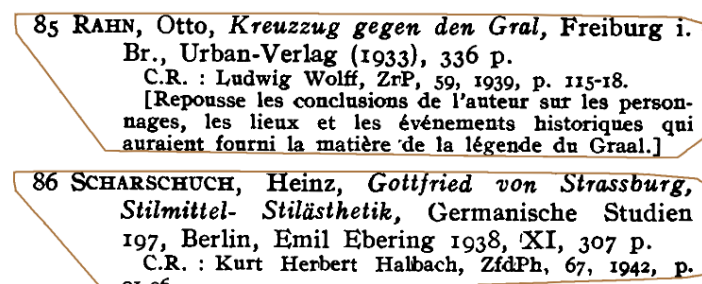 85 RAHN, Otto, Kreuzzug gegen den Gral, Freiburg i.
Br., Urban-Verlag (1933), 336 p.
C.R. : Ludwig Wolff, ZrP, 59, 1939, p. 115-18.
[Repousse les conclusions de l'auteur sur les person-
nages, les lieux et les événements historiques qui
auraient fourni la matière de la légende du Graal.]
86 SCHARSCHUCH, Heinz, Gottfried von Strassburg,
Stilmittel- Stilästhetik, Germanische Studien
197, Berlin, Emil Ebering 1938, XI, 307 p.
C.R. : Kurt Herbert Halbach, ZfdPh, 67, 1942, p.